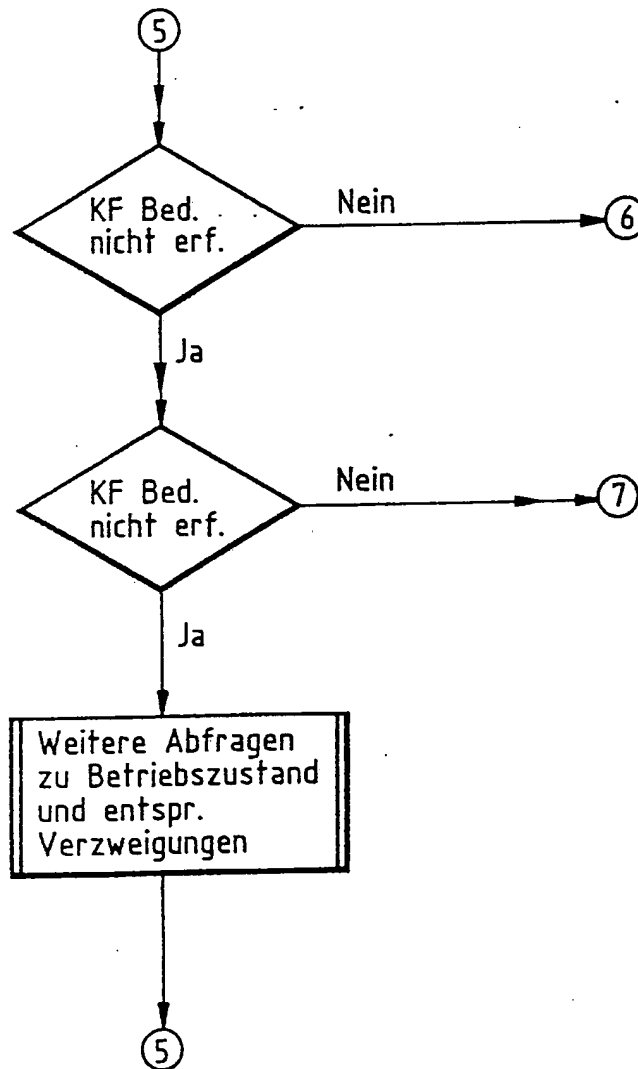 5
KF Bed.
nicht erf.
Nein
6
Ja
KF Bed.
nicht erf.
Nein
7
Ja
Weitere Abfragen
zu Betriebszustand
und entspr.
Verzweigungen
5